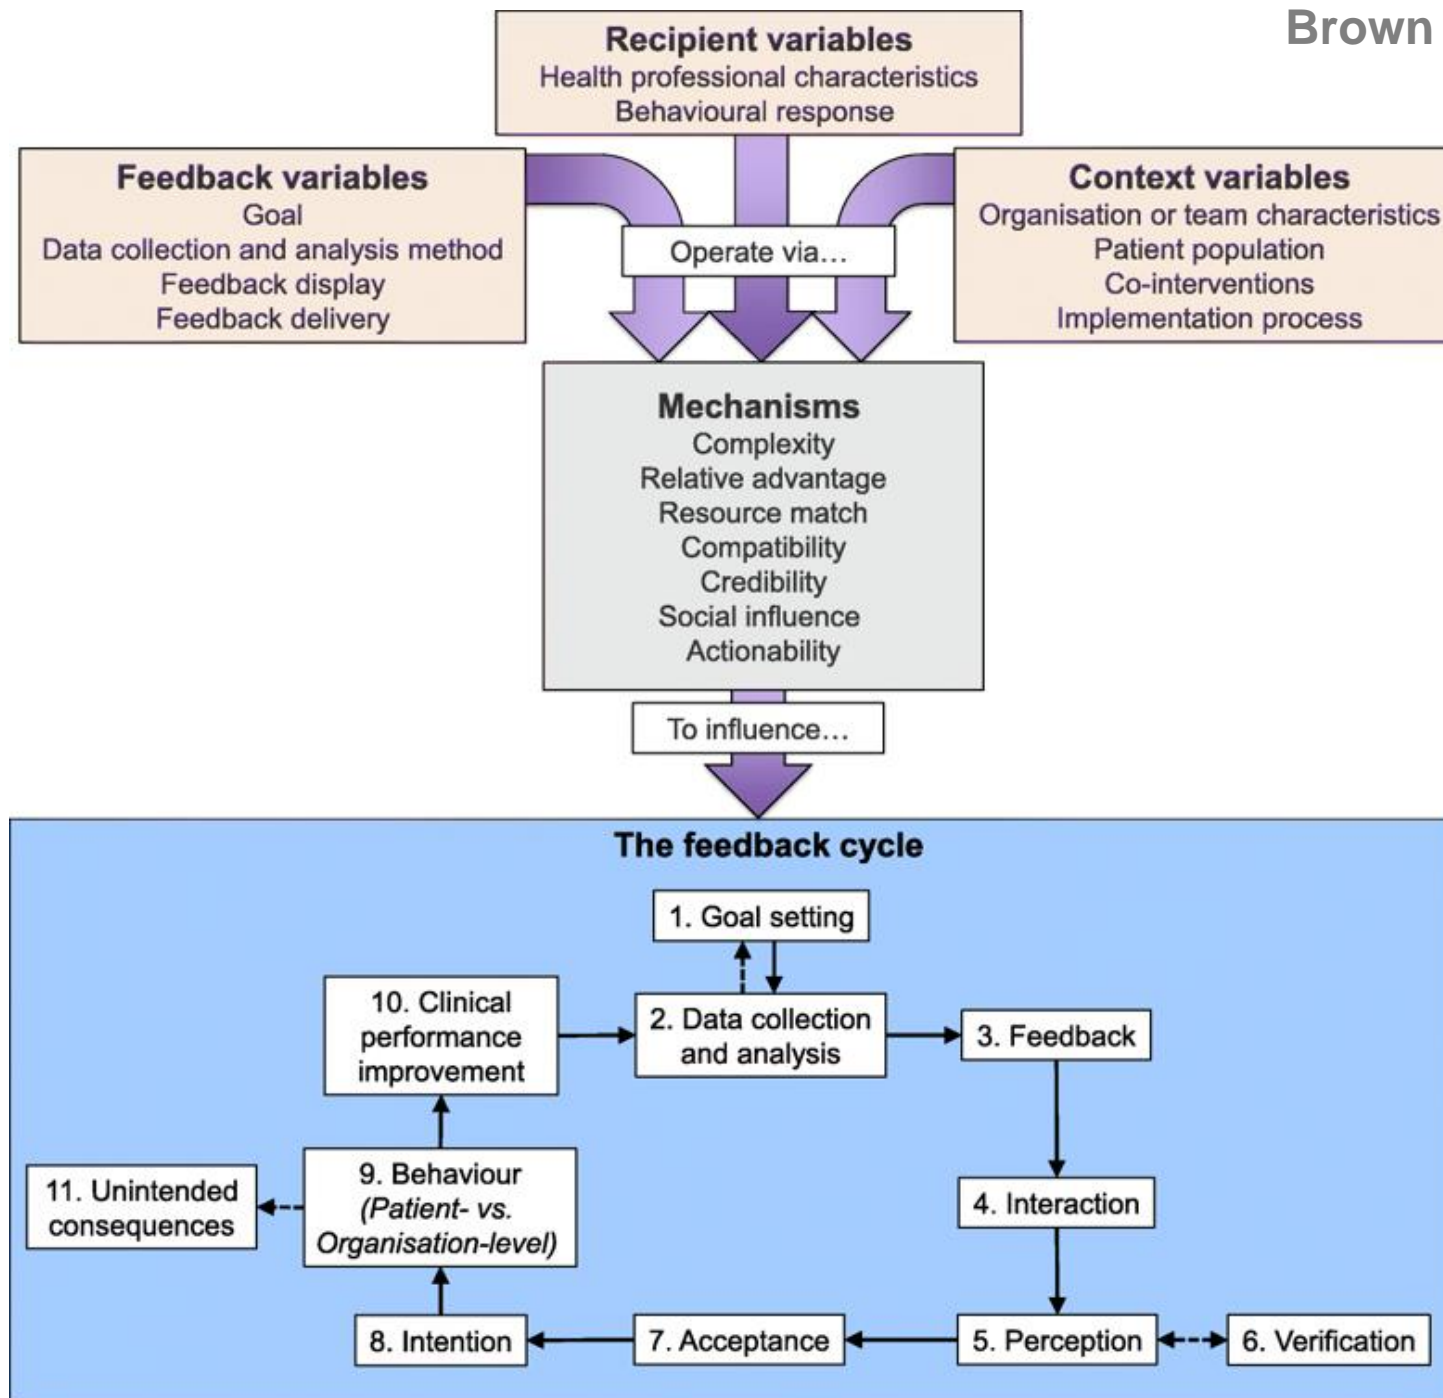 Brown
Recipient variables
Health professional characteristics
Behavioural response
Feedback variables
Goal
Data collection and analysis method
Feedback display
Feedback delivery
Context variables
Organisation or team characteristics
Patient population
Co-interventions
Implementation process
Operate via…
Mechanisms
Complexity
Relative advantage
Resource match
Compatibility
Credibility
Social influence
Actionability
To influence…
The feedback cycle
1. Goal setting
2. Data collection
and analysis
3. Feedback
4. Interaction
5. Perception
6. Verification
7. Acceptance
8. Intention
9. Behaviour
(Patient- vs.
Organisation-level)
10. Clinical
performance
improvement
11. Unintended
consequences